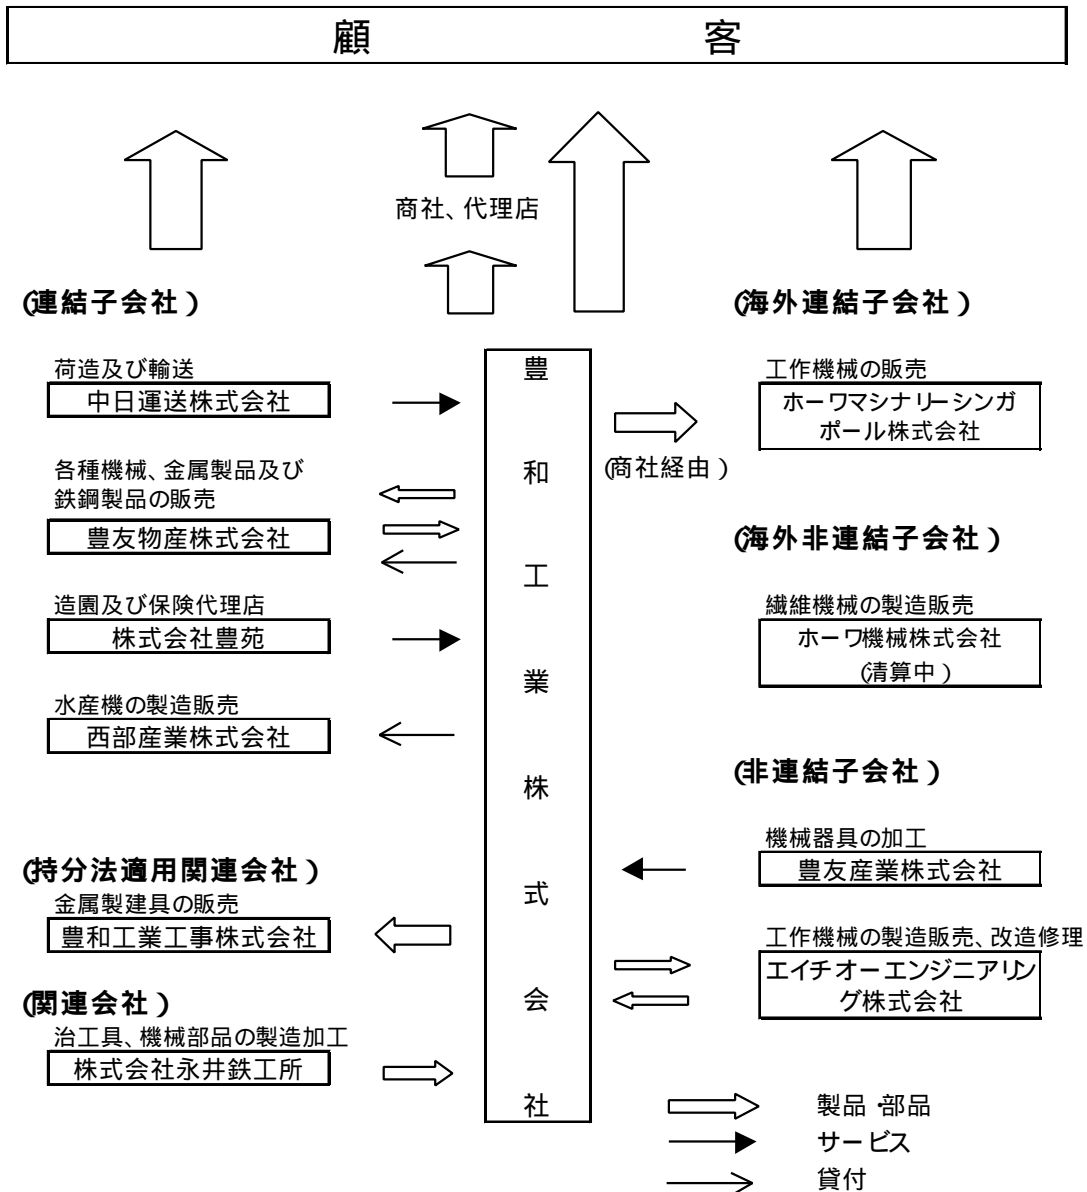 顧客
商社、代理店
(連結子会社)
荷造及び輸送
中日運送株式会社
各種機械、金属製品及び
鉄鋼製品の販売
豊友物産株式会社
造園及び保険代理店
株式会社豊苑
水産機の製造販売
西部産業株式会社
(持分法適用関連会社)
金属製建具の販売
豊和工業工事株式会社
(関連会社)
治工具、機械部品の製造加工
株式会社永井鉄工所
豊和工業株式会社
(海外連結子会社)
工作機械の販売
ホーワマシナリーシンガ
ポール株式会社
(商社経由)
(海外非連結子会社)
繊維機械の製造販売
ホーワ機械株式会社
(清算中)
(非連結子会社)
機械器具の加工
豊友産業株式会社
工作機械の製造販売、改造修理
エイチオーエンジニアリン
グ株式会社
製品・部品
サービス
貸付